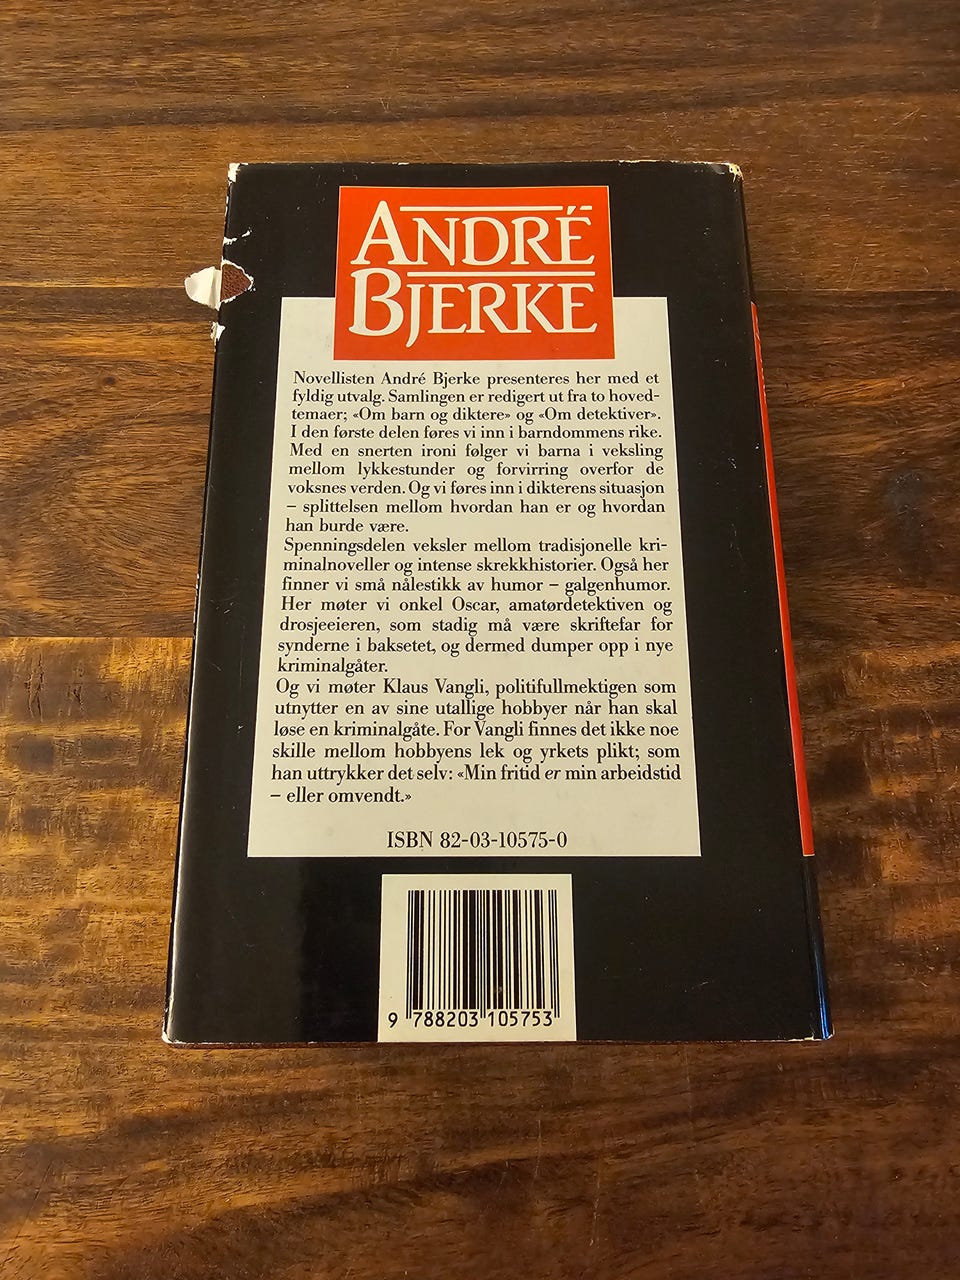 ANDRÉ
BJERKE
Novellisten André Bjerke presenteres her med et
fyldig utvalg. Samlingen er redigert ut fra to hoved-
temaer; «Om barn og diktere» og «Om detektiver».
I den første delen føres vi inn i barndommens rike.
Med en snerten ironi følger vi barna i veksling
mellom lykkestunder og forvirring overfor de
voksnes verden. Og vi føres inn i dikterens situasjon
– splittelsen mellom hvordan han er og hvordan
han burde være.
Spenningsdelen veksler mellom tradisjonelle kri-
minalnoveller og intense skrekkhistorier. Også her
finner vi små nålestikk av humor – galgenhumor.
Her møter vi onkel Oscar, amatørdetektiven og
drosjeeieren, som stadig må være skriftefar for
synderne i baksetet, og dermed dumper opp i nye
kriminalgåter.
Og vi møter Klaus Vangli, politifullmektigen som
utnytter en av sine utallige hobbyer når han skal
løse en kriminalgåte. For Vangli finnes det ikke noe
skille mellom hobbyens lek og yrkets plikt; som
han uttrykker det selv: «Min fritid er min arbeidstid
– eller omvendt.»
ISBN 82-03-10575-0
9 788203 105753